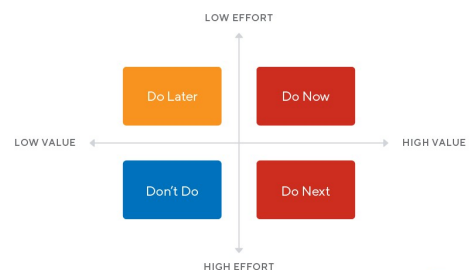 LOW EFFORT
Do Later
Do Now
LOW VALUE
HIGH VALUE
Don't Do
Do Next
HIGH EFFORT